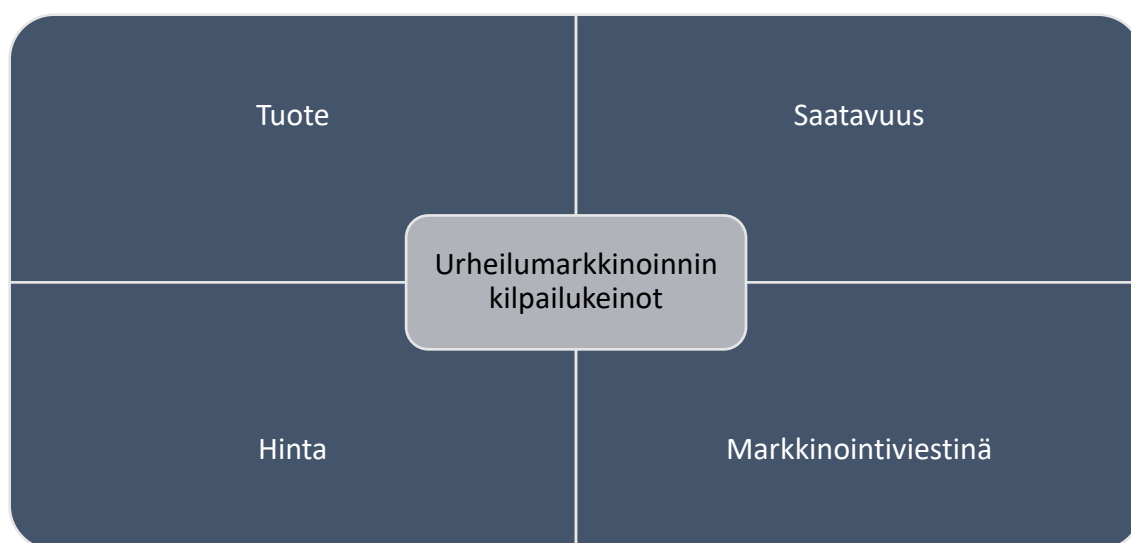 Tuote
Saatavuus
Urheilumarkkinoinnin
kilpailukeinot
Hinta
Markkinointiviestinä